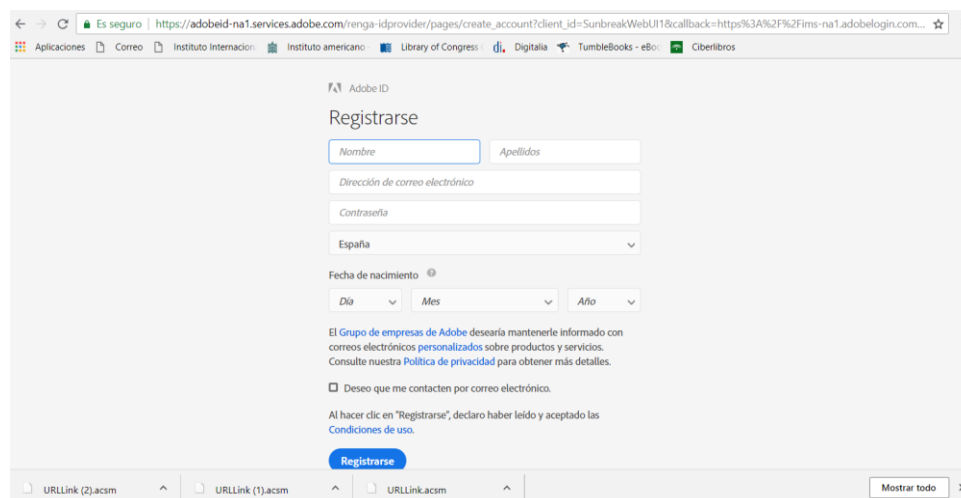 Es seguro | https://adobeid-na1.services.adobe.com/renga-idprovider/pages/create_account?client_id=SunbreakWebUI1&callback=https%3A%2F%2Fims-na1.adobelogin.com...
Aplicaciones Correo Instituto Internacion Instituto americano - Library of Congress di. Digitalia TumbleBooks - eBoo Ciberlibros
Adobe ID
Registrarse
Nombre Apellidos
Dirección de correo electrónico
Contraseña
España
Fecha de nacimiento ?
Día Mes Año
El Grupo de empresas de Adobe desearía mantenerle informado con
correos electrónicos personalizados sobre productos y servicios.
Consulte nuestra Política de privacidad para obtener más detalles.
Deseo que me contacten por correo electrónico.
Al hacer clic en "Registrarse", declaro haber leído y aceptado las
Condiciones de uso.
Registrarse
URLLink (2).acsm URLLink (1).acsm URLLink.acsm Mostrar todo